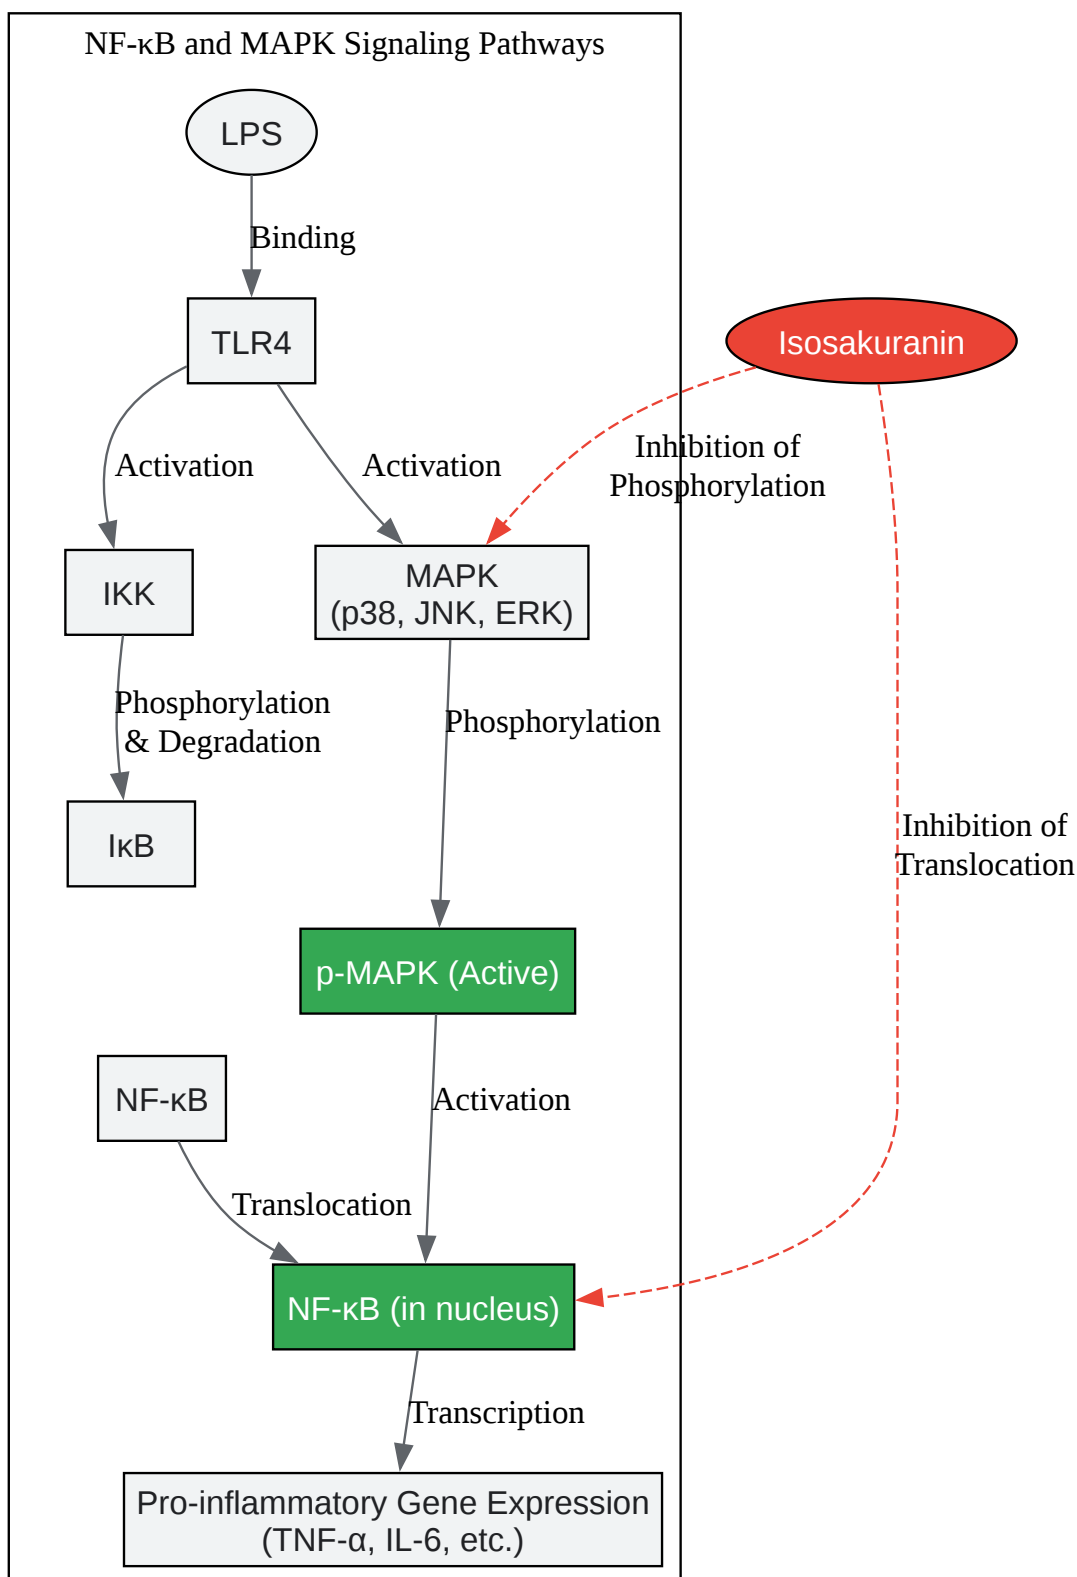 NF-κB and MAPK Signaling Pathways
LPS
Binding
TLR4
Isosakuranin
Activation
Activation
Inhibition of
Phosphorylation
IKK
MAPK
(p38, JNK, ERK)
Phosphorylation
& Degradation
Phosphorylation
IκB
Inhibition of
Translocation
p-MAPK (Active)
NF-κB
Activation
Translocation
NF-κB (in nucleus)
Transcription
Pro-inflammatory Gene Expression
(TNF-α, IL-6, etc.)